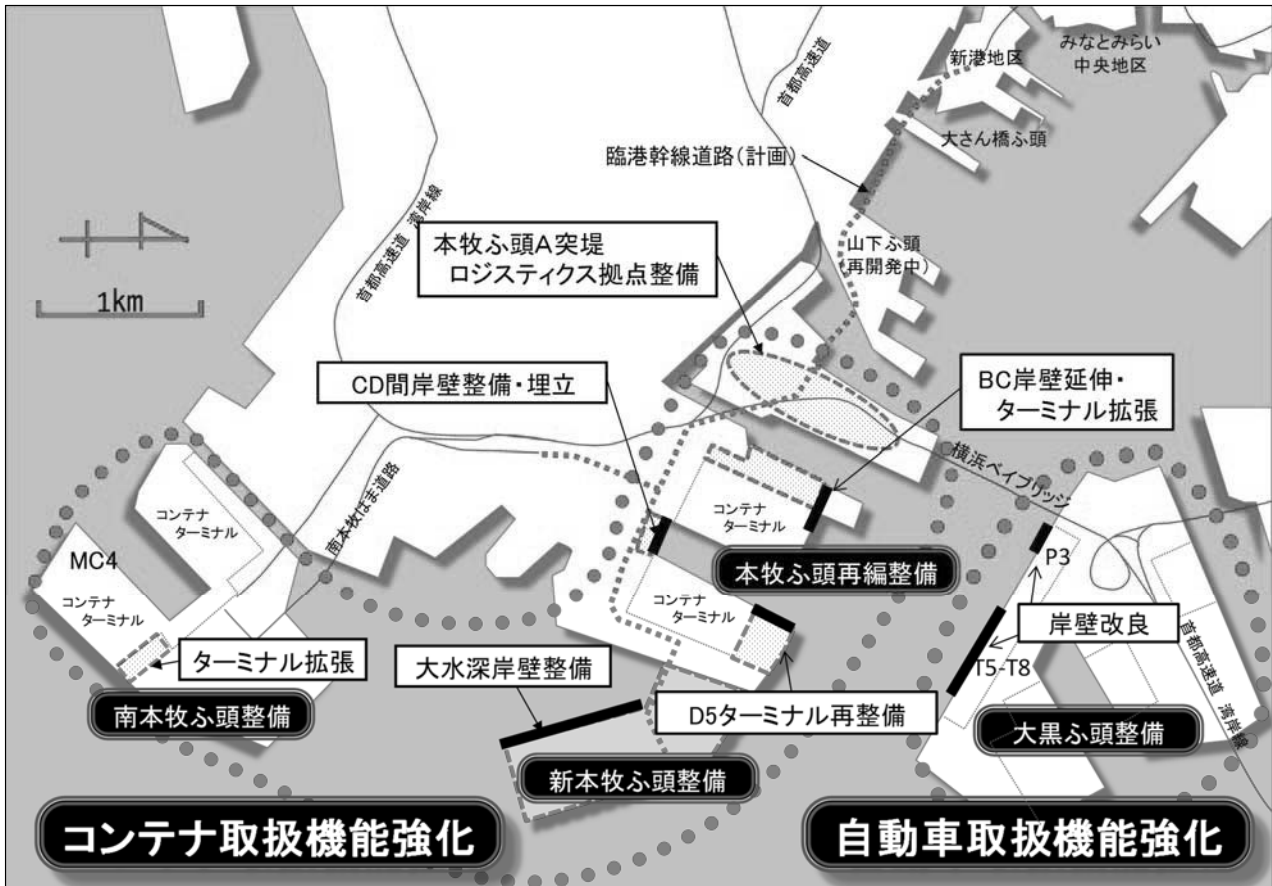 みなとみらい
中央地区
新港地区
首都高速道
大さん橋ふ頭
臨港幹線道路(計画)
首都高速道 湾岸線
本牧ふ頭A突堤
ロジスティクス拠点整備
山下ふ頭
(再開発中)
1km
CD間岸壁整備・埋立
BC岸壁延伸・
ターミナル拡張
横浜ベイブリッジ
コンテナ
ターミナル
南本牧はま道路
コンテナ
ターミナル
MC4
本牧ふ頭再編整備
P3
コンテナ
ターミナル
コンテナ
ターミナル
岸壁改良
ターミナル拡張
大水深岸壁整備
T5-T8
首都高速道 湾岸線
南本牧ふ頭整備
D5ターミナル再整備
大黒ふ頭整備
新本牧ふ頭整備
コンテナ取扱機能強化
自動車取扱機能強化